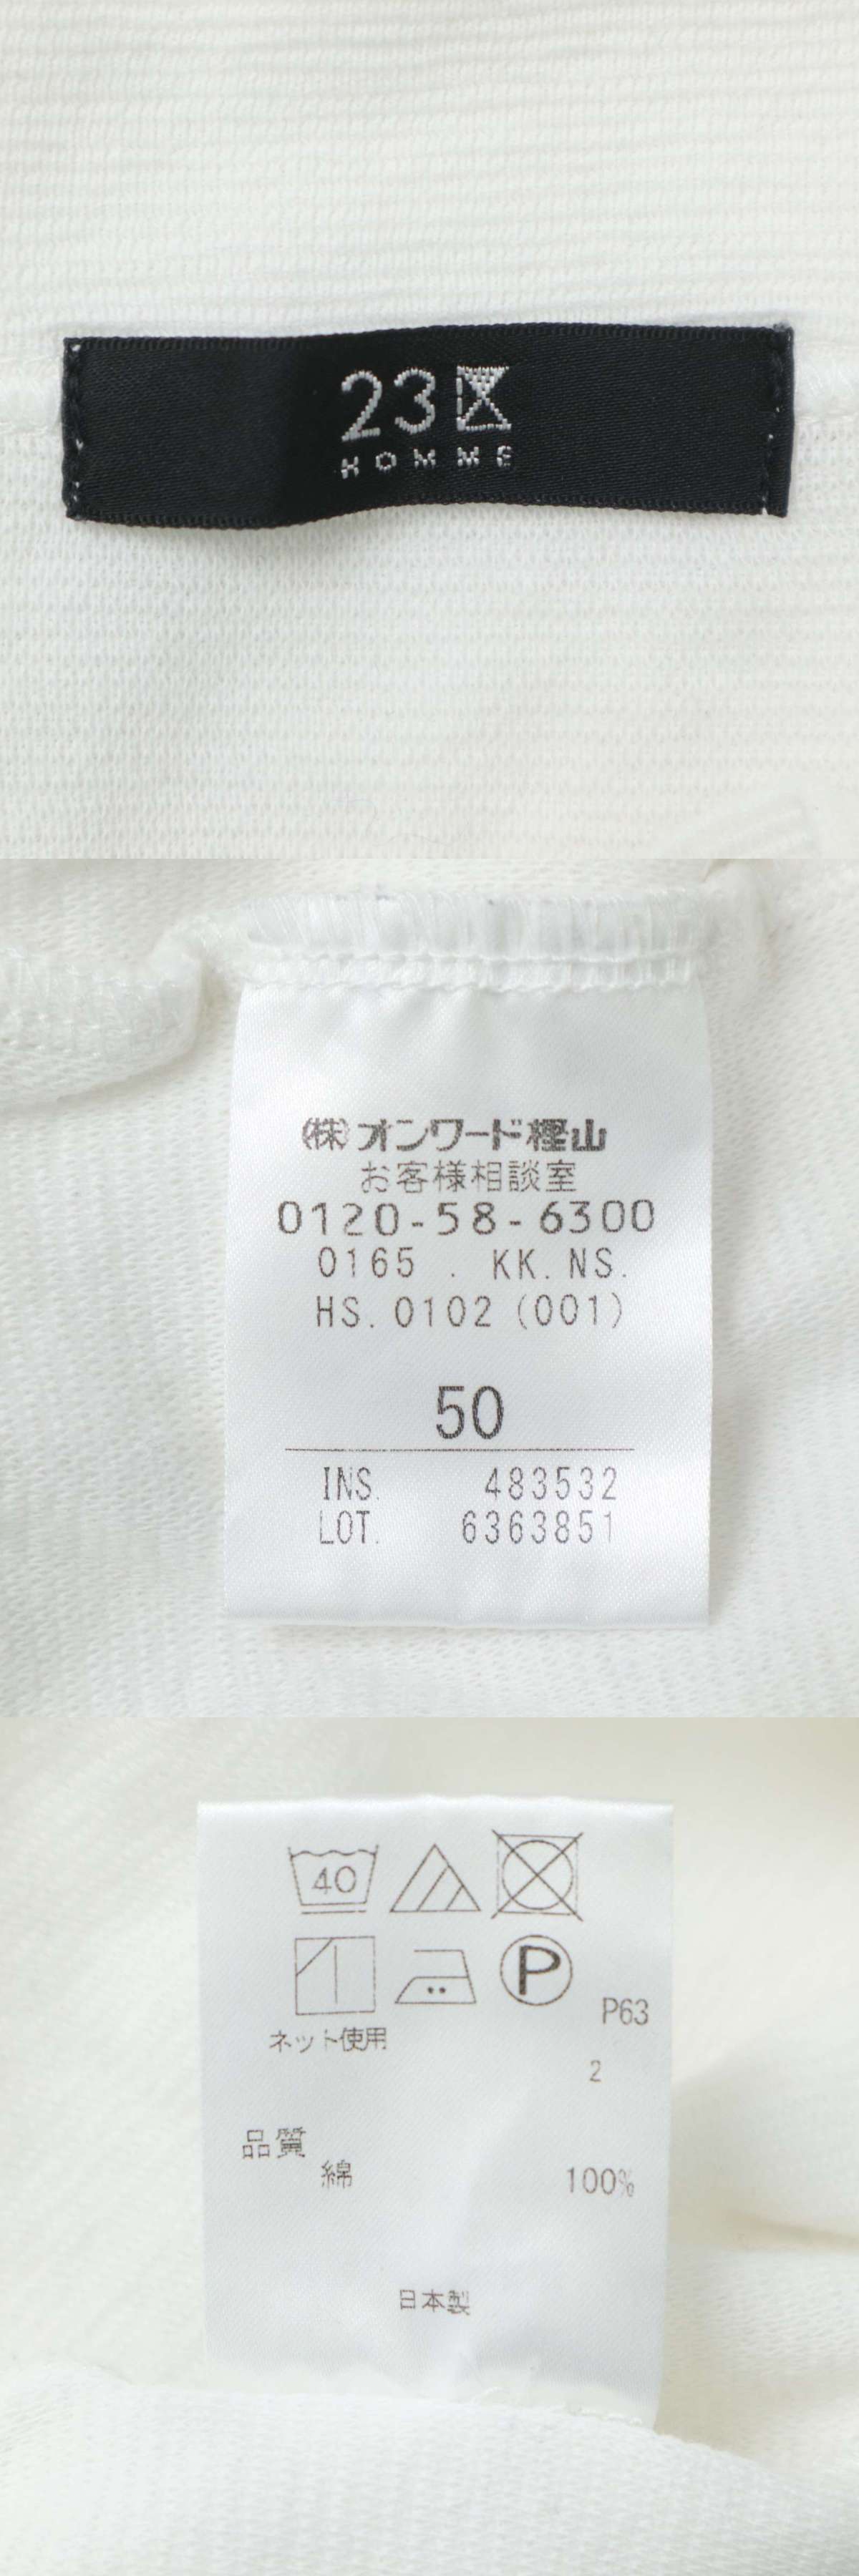 23区
HOMME
(株)オンワード樫山
お客様相談室
0120-58-6300
0165 . KK. NS.
HS. 0102 (001)
50
INS. 483532
LOT. 6363851
40
P
P63
ネット使用
2
品質
綿 100%
日本製